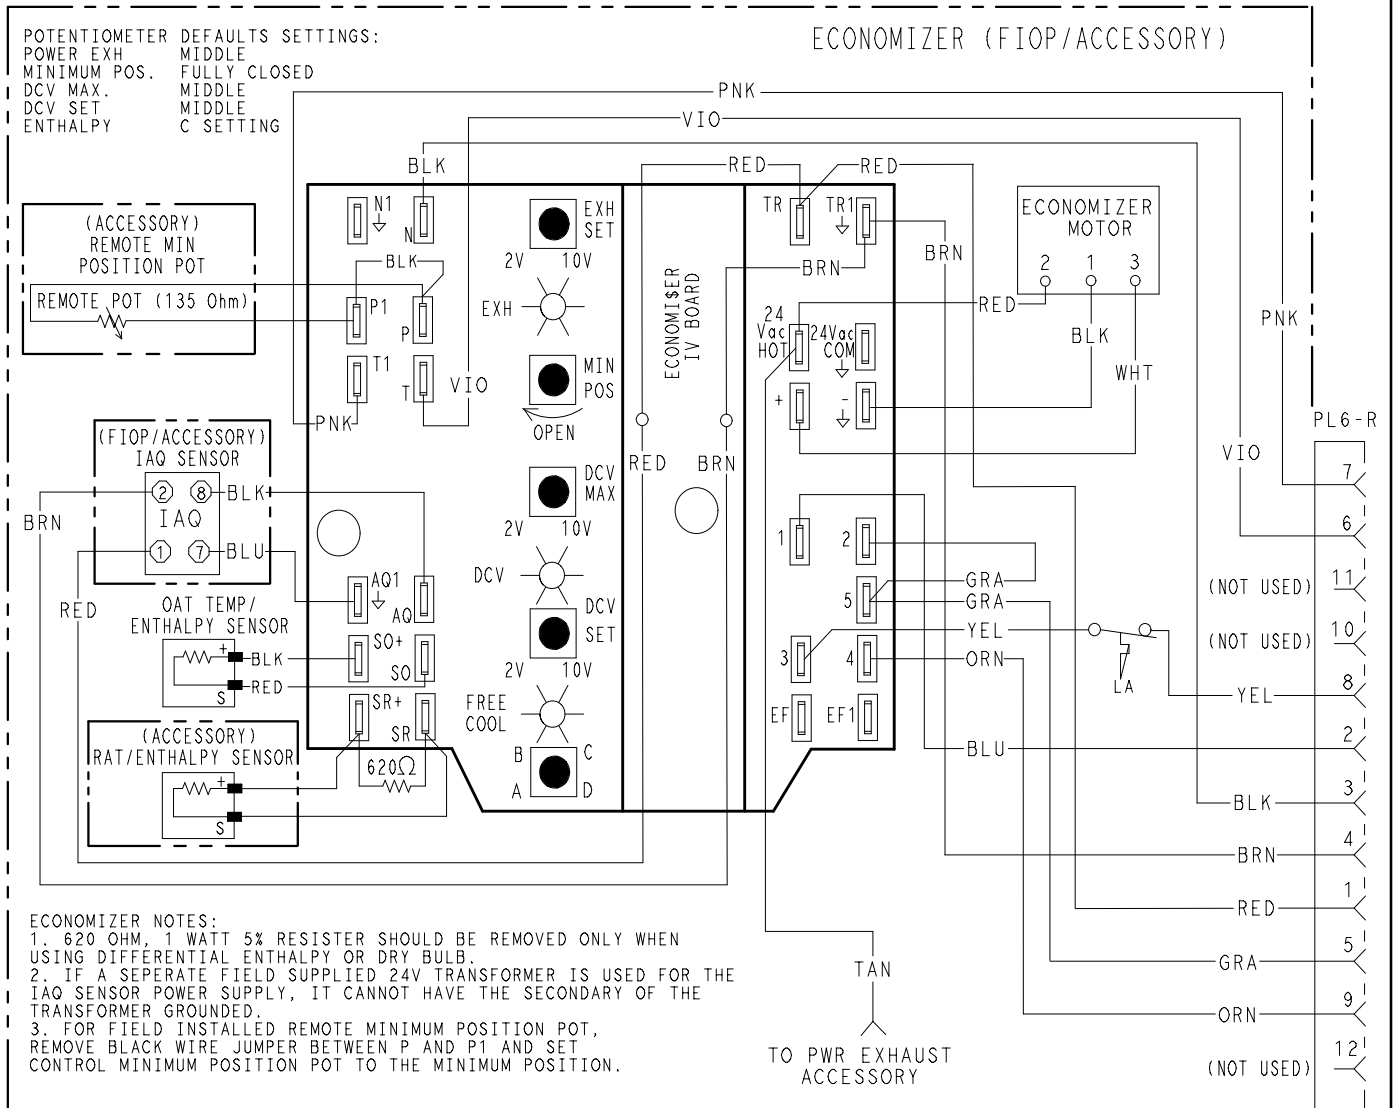 POTENTIOMETER DEFAULTS SETTINGS:
POWER EXH MIDDLE
MINIMUM POS. FULLY CLOSED
DCV MAX. MIDDLE
DCV SET MIDDLE
ENTHALPY C SETTING
ECONOMIZER (FIOP/ACCESSORY)
PNK
VIO
BLK
RED
RED
(ACCESSORY)
REMOTE MIN
POSITION POT
REMOTE POT (135 Ohm)
N1
N
BLK
P1
P
T1
T
VIO
PNK
EXH
SET
2V 10V
EXH
MIN
POS
OPEN
DCV
MAX
2V 10V
DCV
DCV
SET
2V 10V
FREE
COOL
B C
A D
ECONOMI$ER
IV BOARD
RED
BRN
TR
TR1
BRN
BRN
24
Vac
HOT
24Vac
COM
+
-
1
2
5
3
4
EF
EF1
ECONOMIZER
MOTOR
2 1 3
RED
BLK
WHT
PNK
VIO
(FIOP/ACCESSORY)
IAQ SENSOR
2 8
IAQ
1 7
BLK
BLU
BRN
RED
AQ1
AQ
OAT TEMP/
ENTHALPY SENSOR
+
S
BLK
RED
SO+
SO
SR+
SR
620Ω
(ACCESSORY)
RAT/ENTHALPY SENSOR
+
S
GRA
GRA
YEL
ORN
LA
BLU
PL6-R
7
6
(NOT USED) 11
(NOT USED) 10
YEL 8
2
BLK 3
BRN 4
RED 1
GRA 5
ORN 9
(NOT USED) 12
TAN
TO PWR EXHAUST
ACCESSORY
ECONOMIZER NOTES:
1. 620 OHM, 1 WATT 5% RESISTER SHOULD BE REMOVED ONLY WHEN
USING DIFFERENTIAL ENTHALPY OR DRY BULB.
2. IF A SEPERATE FIELD SUPPLIED 24V TRANSFORMER IS USED FOR THE
IAQ SENSOR POWER SUPPLY, IT CANNOT HAVE THE SECONDARY OF THE
TRANSFORMER GROUNDED.
3. FOR FIELD INSTALLED REMOTE MINIMUM POSITION POT,
REMOVE BLACK WIRE JUMPER BETWEEN P AND P1 AND SET
CONTROL MINIMUM POSITION POT TO THE MINIMUM POSITION.